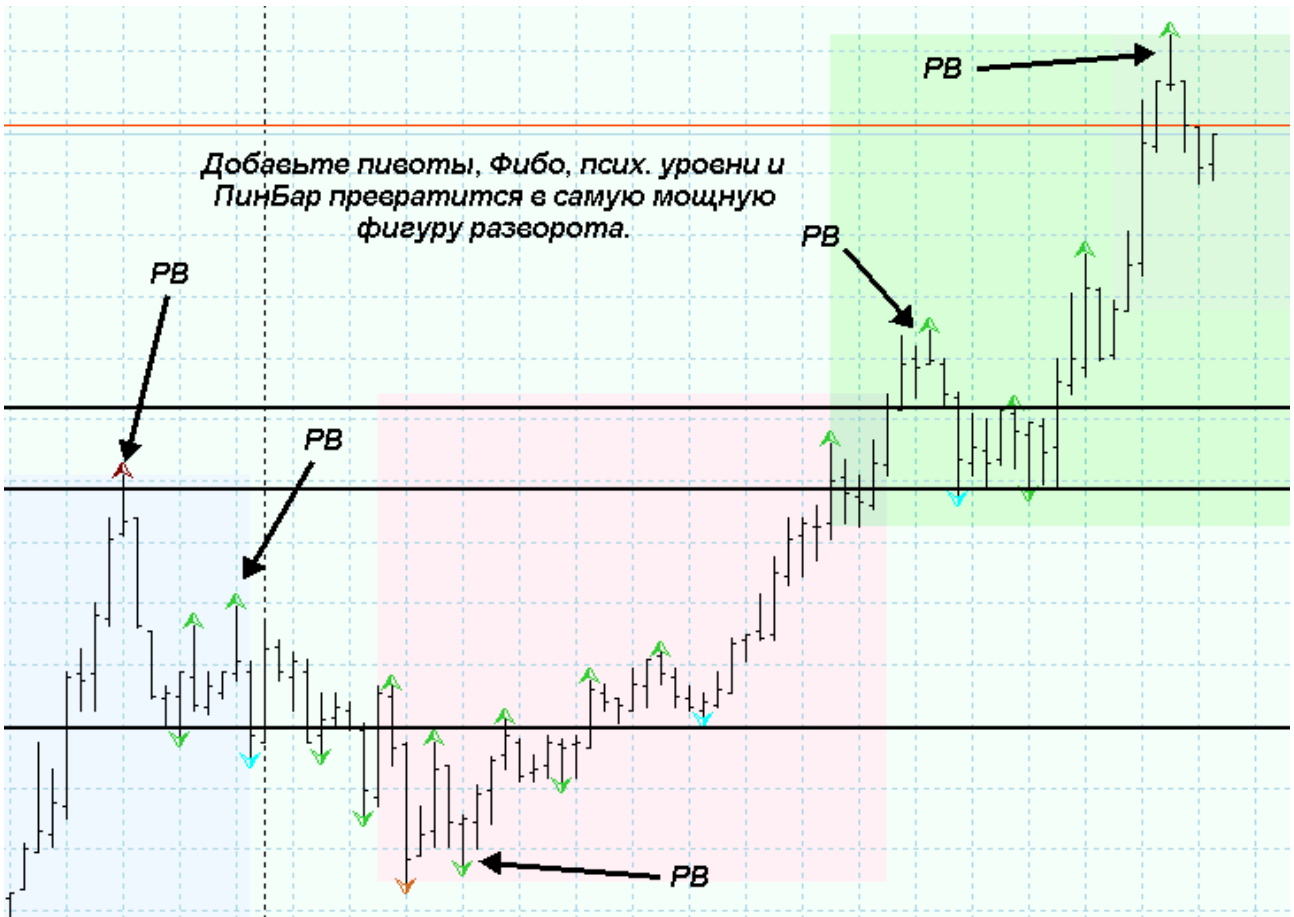 PB
Добавьте пивоты, Фибо, псих. уровни и
ПинБар превратится в самую мощную
фигуру разворота.
PB
PB
PB
PB